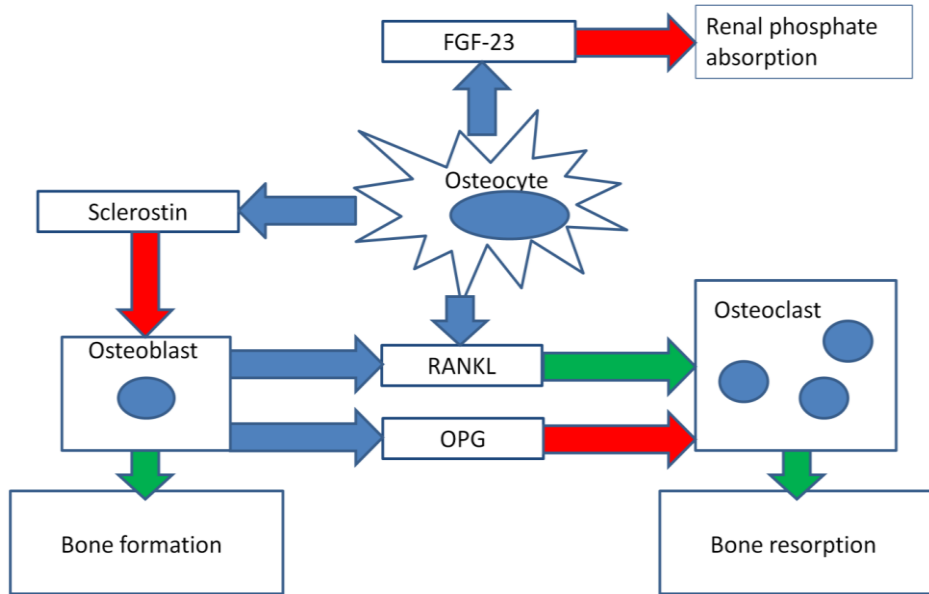 FGF-23
Renal phosphate
absorption
Osteocyte
Sclerostin
Osteoblast
RANKL
Osteoclast
OPG
Bone formation
Bone resorption